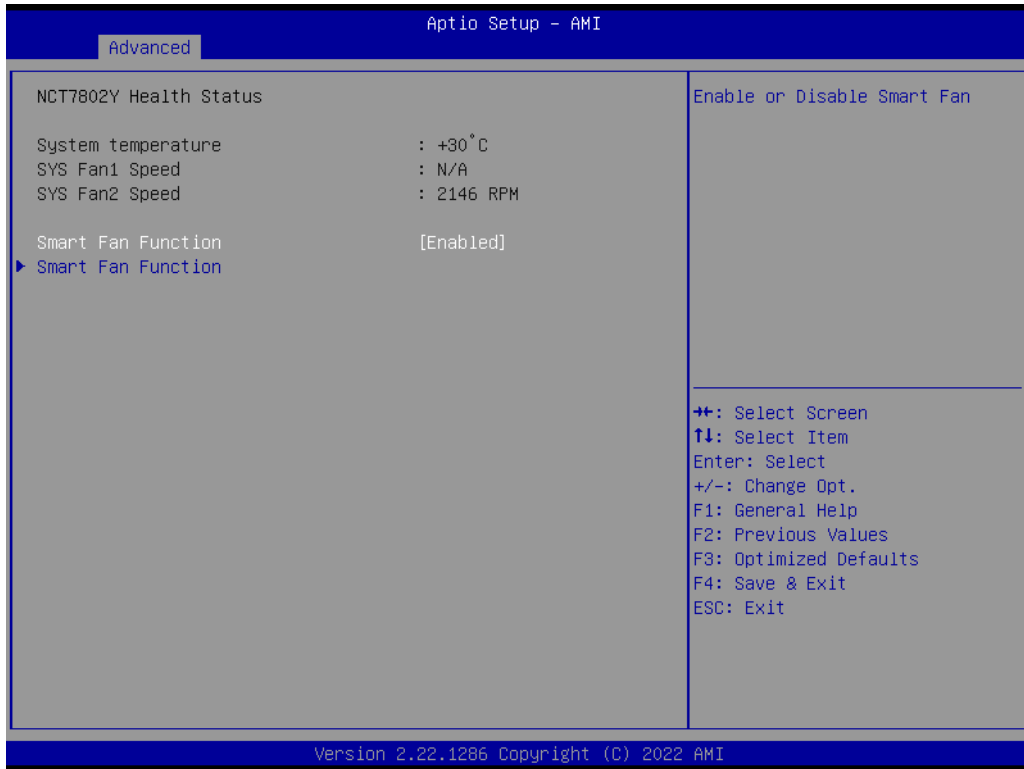 Aptio Setup – AMI
Advanced
NCT7802Y Health Status
System temperature : +30°C
SYS Fan1 Speed : N/A
SYS Fan2 Speed : 2146 RPM
Smart Fan Function [Enabled]
Smart Fan Function
Enable or Disable Smart Fan
→←: Select Screen
↑↓: Select Item
Enter: Select
+/-: Change Opt.
F1: General Help
F2: Previous Values
F3: Optimized Defaults
F4: Save & Exit
ESC: Exit
Version 2.22.1286 Copyright (C) 2022 AMI